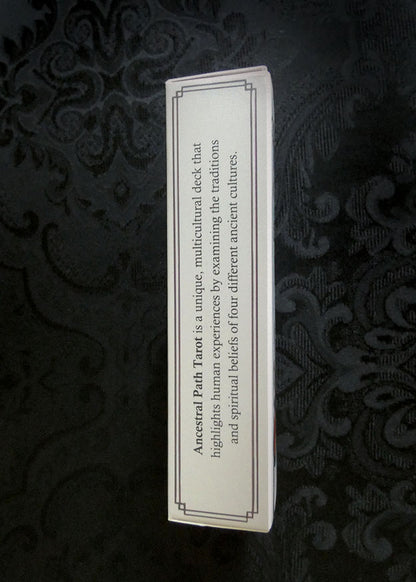 Ancestral Path Tarot is a unique, multicultural deck that
highlights human experiences by examining the traditions
and spiritual beliefs of four different ancient cultures.